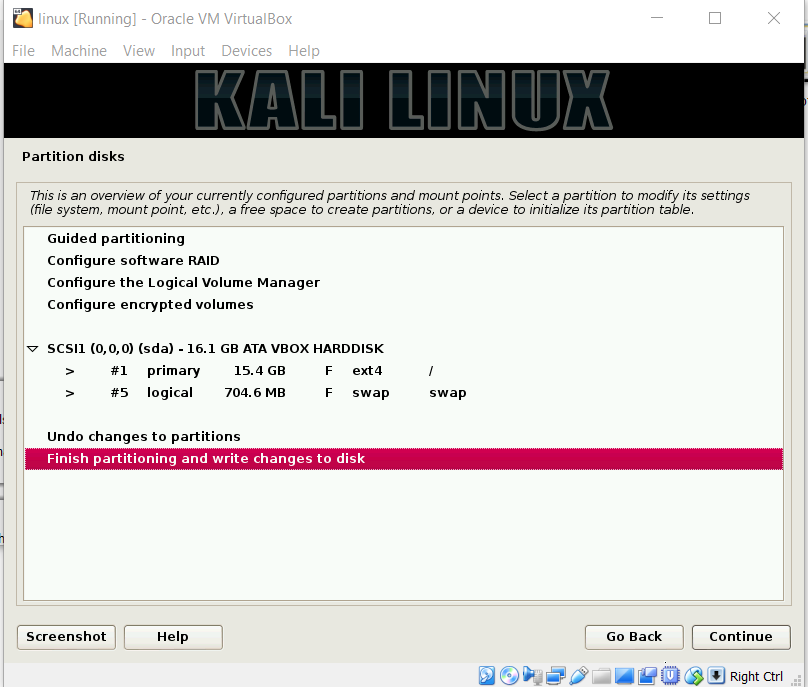 linux [Running] - Oracle VM VirtualBox
File Machine View Input Devices Help
KALI LINUX
Partition disks
This is an overview of your currently configured partitions and mount points. Select a partition to modify its settings
(file system, mount point, etc.), a free space to create partitions, or a device to initialize its partition table.
Guided partitioning
Configure software RAID
Configure the Logical Volume Manager
Configure encrypted volumes
SCSI1 (0,0,0) (sda) - 16.1 GB ATA VBOX HARDDISK
> #1 primary 15.4 GB F ext4 /
> #5 logical 704.6 MB F swap swap
Undo changes to partitions
Finish partitioning and write changes to disk
Screenshot Help Go Back Continue
Right Ctrl